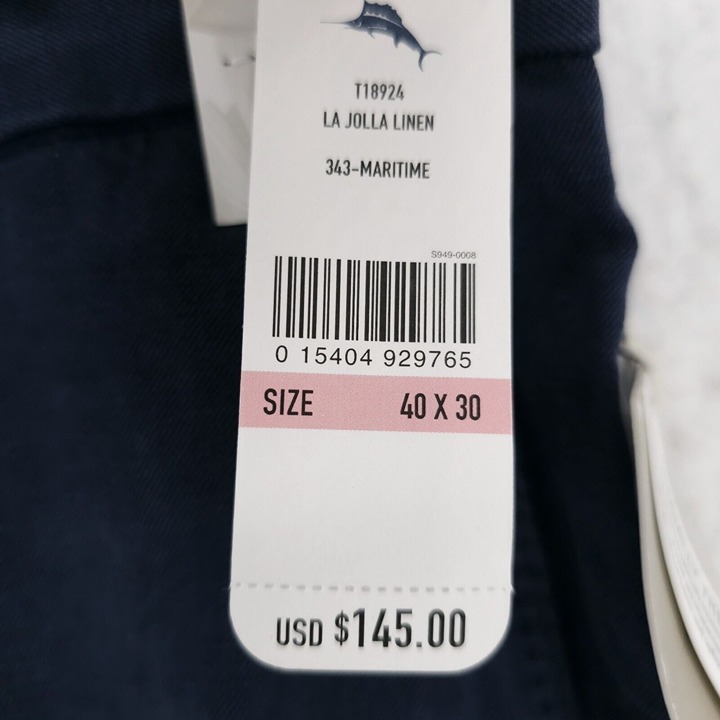 T18924
LA JOLLA LINEN
343-MARITIME
S949-0008
0 15404 929765
SIZE 40 X 30
USD $145.00